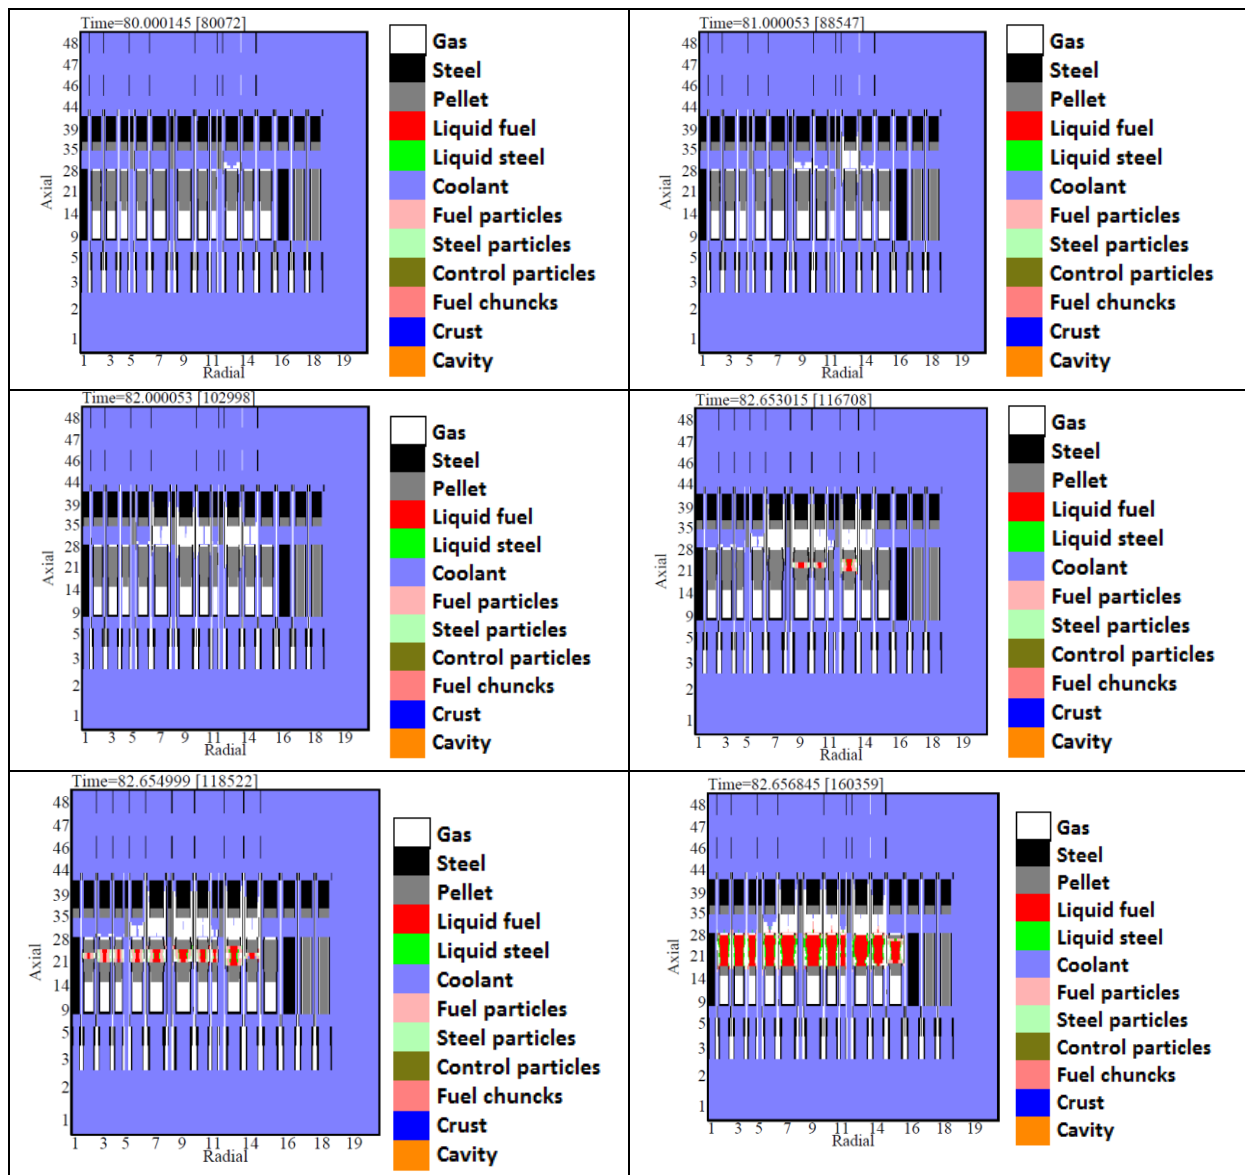 Time=80.000145 [80072]
48
47
46
44
39
35
28
21
14
9
5
3
2
1
Axial
1 3 5 7 9 11 14 16 18 19
Radial
Gas
Steel
Pellet
Liquid fuel
Liquid steel
Coolant
Fuel particles
Steel particles
Control particles
Fuel chuncks
Crust
Cavity
Time=81.000053 [88547]
48
47
46
44
39
35
28
21
14
9
5
3
2
1
Axial
1 3 5 7 9 11 14 16 18 19
Radial
Gas
Steel
Pellet
Liquid fuel
Liquid steel
Coolant
Fuel particles
Steel particles
Control particles
Fuel chuncks
Crust
Cavity
Time=82.000053 [102998]
48
47
46
44
39
35
28
21
14
9
5
3
2
1
Axial
1 3 5 7 9 11 14 16 18 19
Radial
Gas
Steel
Pellet
Liquid fuel
Liquid steel
Coolant
Fuel particles
Steel particles
Control particles
Fuel chuncks
Crust
Cavity
Time=82.653015 [116708]
48
47
46
44
39
35
28
21
14
9
5
3
2
1
Axial
1 3 5 7 9 11 14 16 18 19
Radial
Gas
Steel
Pellet
Liquid fuel
Liquid steel
Coolant
Fuel particles
Steel particles
Control particles
Fuel chuncks
Crust
Cavity
Time=82.654999 [118522]
48
47
46
44
39
35
28
21
14
9
5
3
2
1
Axial
1 3 5 7 9 11 14 16 18 19
Radial
Gas
Steel
Pellet
Liquid fuel
Liquid steel
Coolant
Fuel particles
Steel particles
Control particles
Fuel chuncks
Crust
Cavity
Time=82.656845 [160359]
48
47
46
44
39
35
28
21
14
9
5
3
2
1
Axial
1 3 5 7 9 11 14 16 18 19
Radial
Gas
Steel
Pellet
Liquid fuel
Liquid steel
Coolant
Fuel particles
Steel particles
Control particles
Fuel chuncks
Crust
Cavity